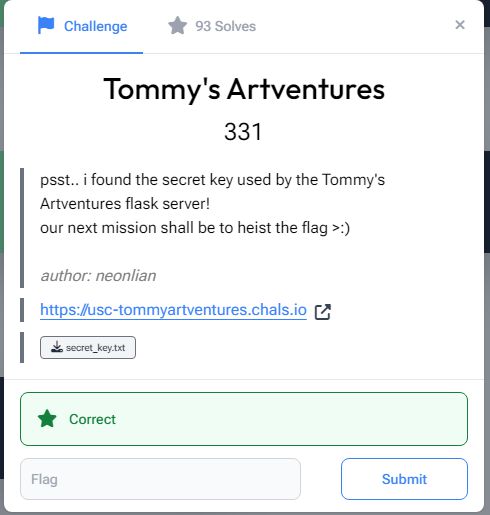 Challenge
93 Solves
×
Tommy's Artventures
331
psst.. i found the secret key used by the Tommy's
Artventures flask server!
our next mission shall be to heist the flag >:)
author: neonlian
https://usc-tommyartventures.chals.io
secret_key.txt
Correct
Flag
Submit